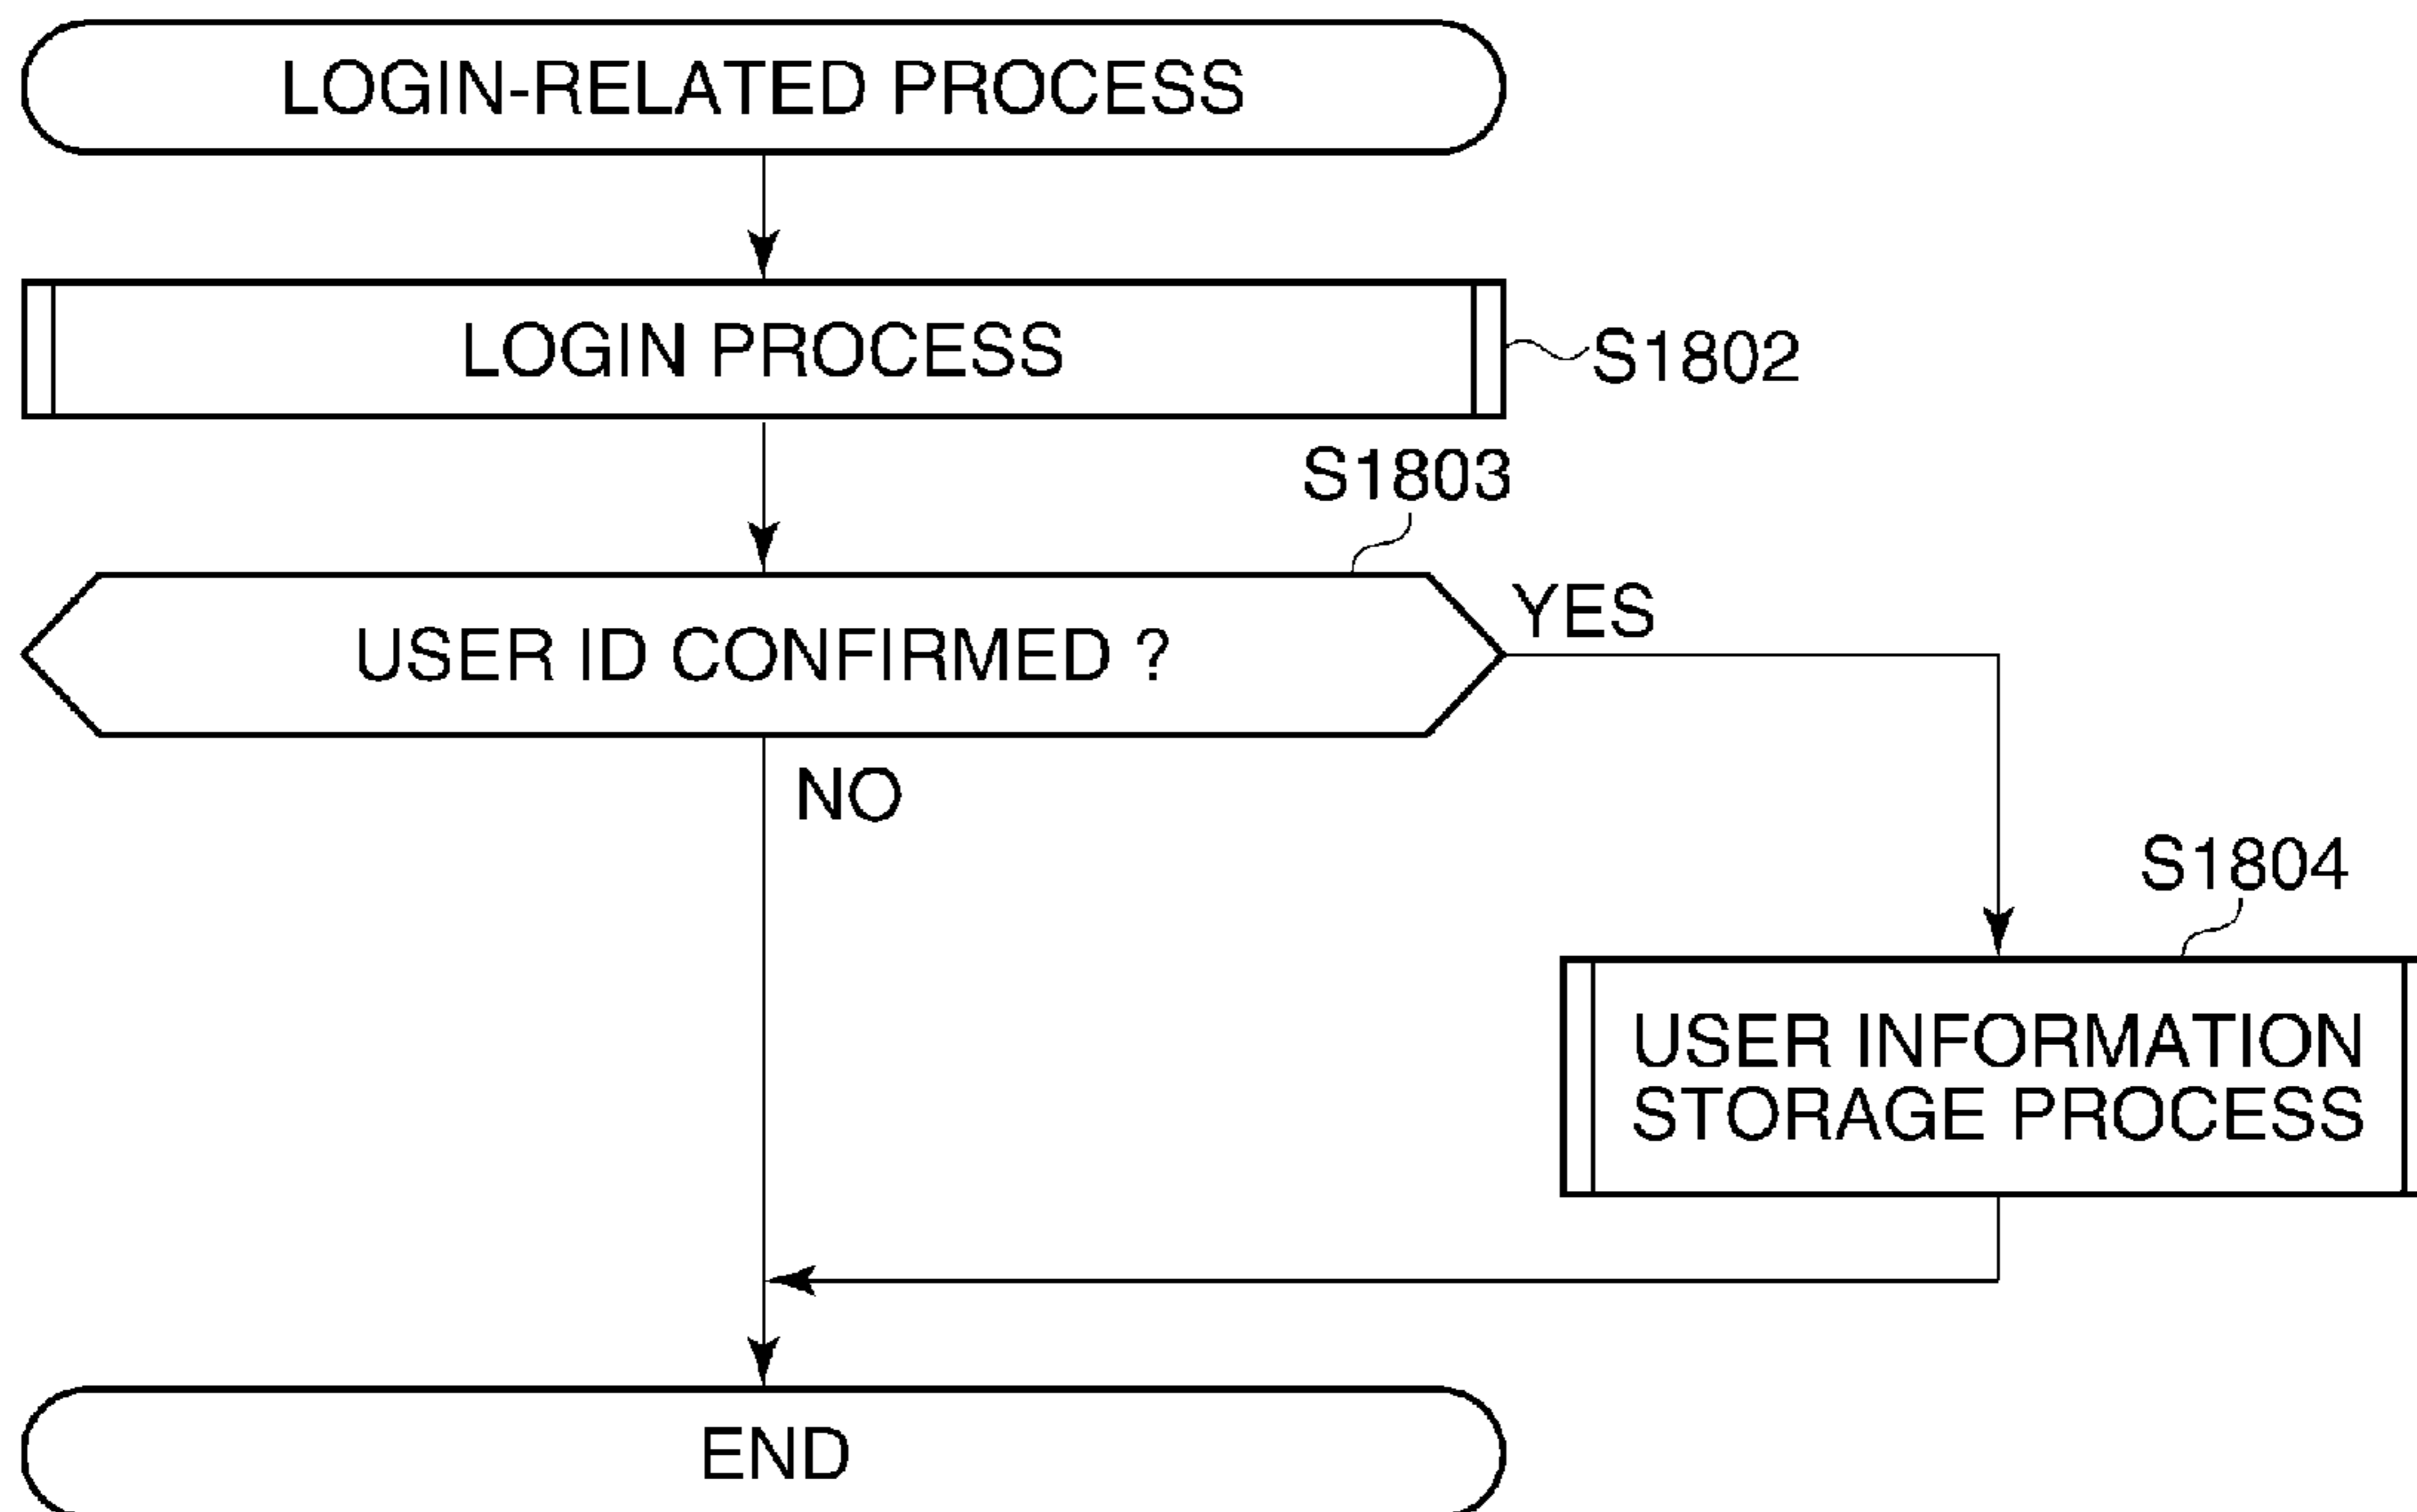 LOGIN-RELATED PROCESS
LOGIN PROCESS
S1802
S1803
USER ID CONFIRMED ?
YES
NO
S1804
USER INFORMATION
STORAGE PROCESS
END